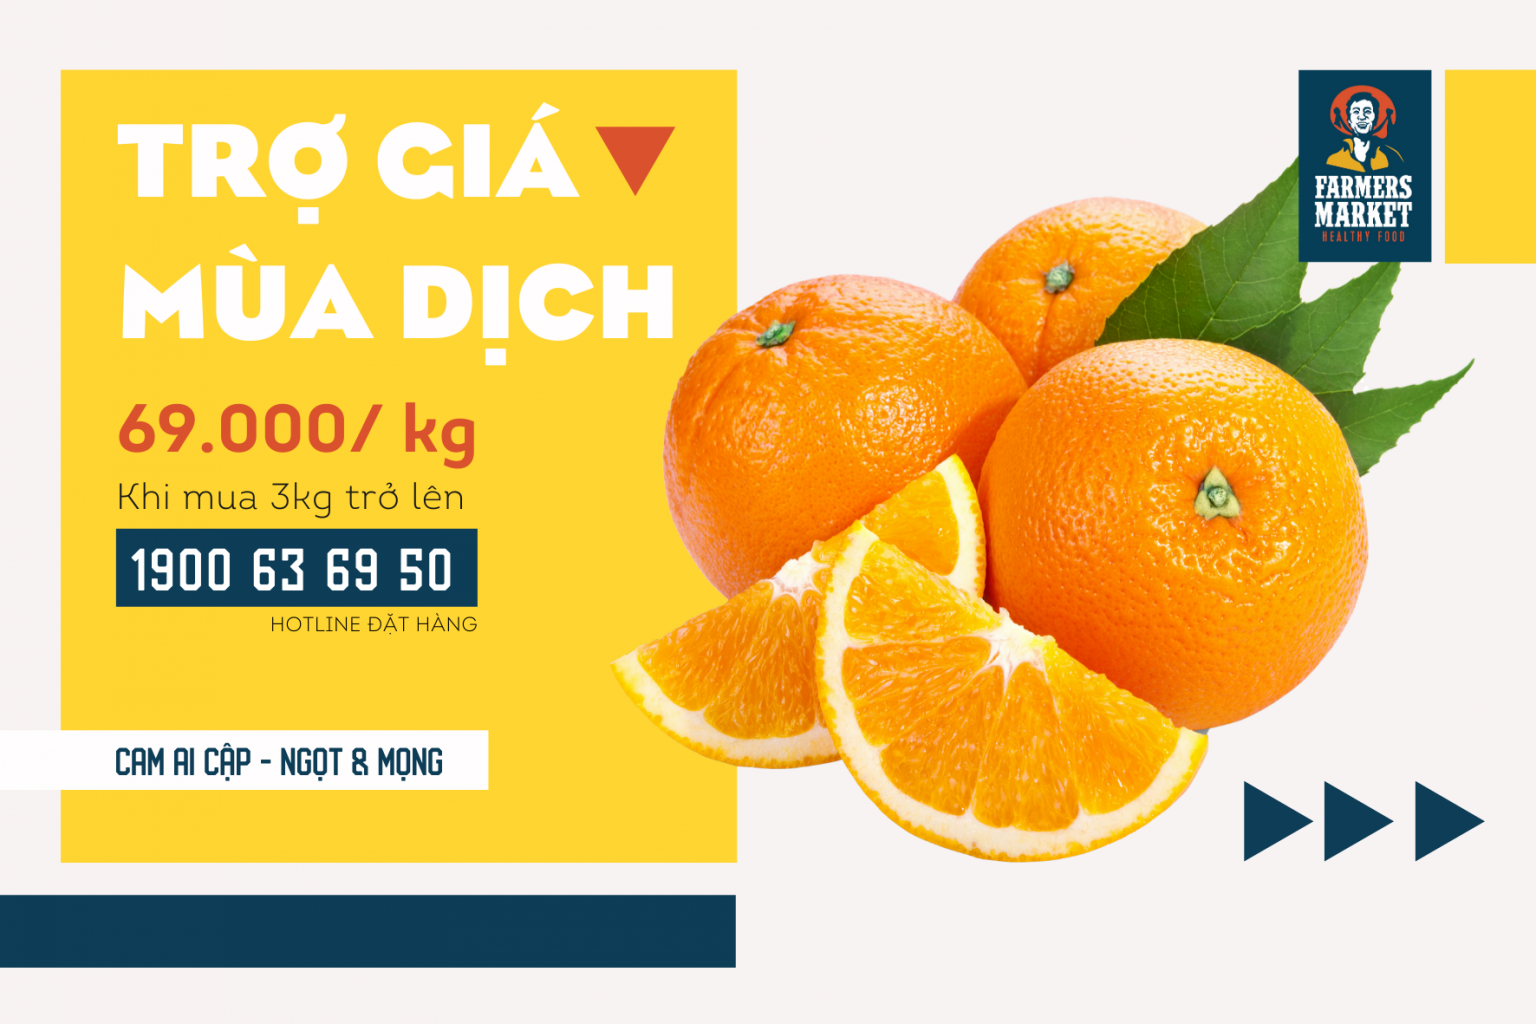 TRỢ GIÁ
MÙA DỊCH
69.000/ kg
Khi mua 3kg trở lên
1900 63 69 50
HOTLINE ĐẶT HÀNG
CAM AI CẬP - NGỌT & MỌNG
FARMERS
MARKET
HEALTHY FOOD